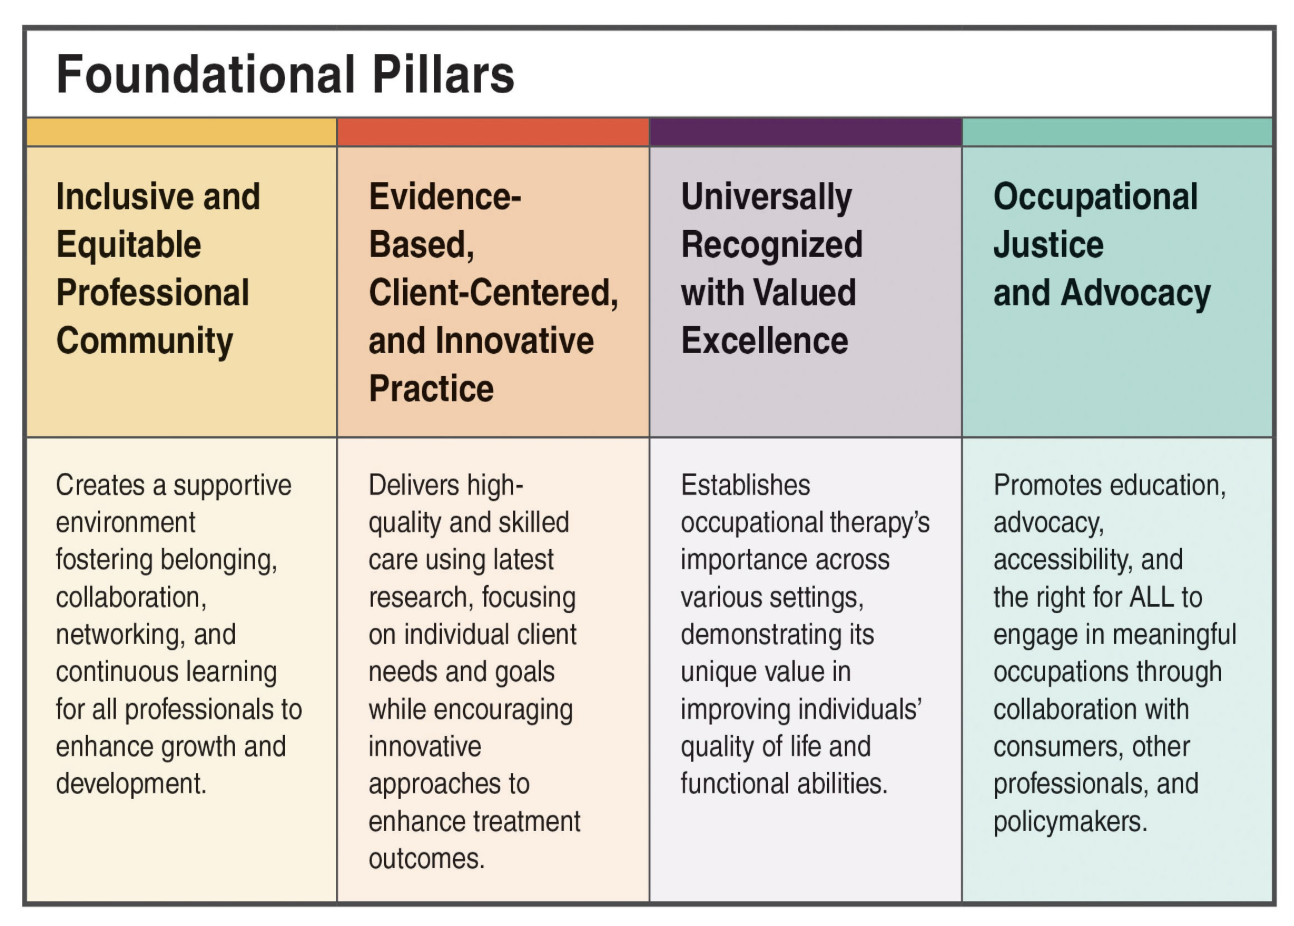 Foundational Pillars
Inclusive and
Equitable
Professional
Community
Evidence-
Based,
Client-Centered,
and Innovative
Practice
Universally
Recognized
with Valued
Excellence
Occupational
Justice
and Advocacy
Creates a supportive
environment
fostering belonging,
collaboration,
networking, and
continuous learning
for all professionals to
enhance growth and
development.
Delivers high-
quality and skilled
care using latest
research, focusing
on individual client
needs and goals
while encouraging
innovative
approaches to
enhance treatment
outcomes.
Establishes
occupational therapy’s
importance across
various settings,
demonstrating its
unique value in
improving individuals’
quality of life and
functional abilities.
Promotes education,
advocacy,
accessibility, and
the right for ALL to
engage in meaningful
occupations through
collaboration with
consumers, other
professionals, and
policymakers.